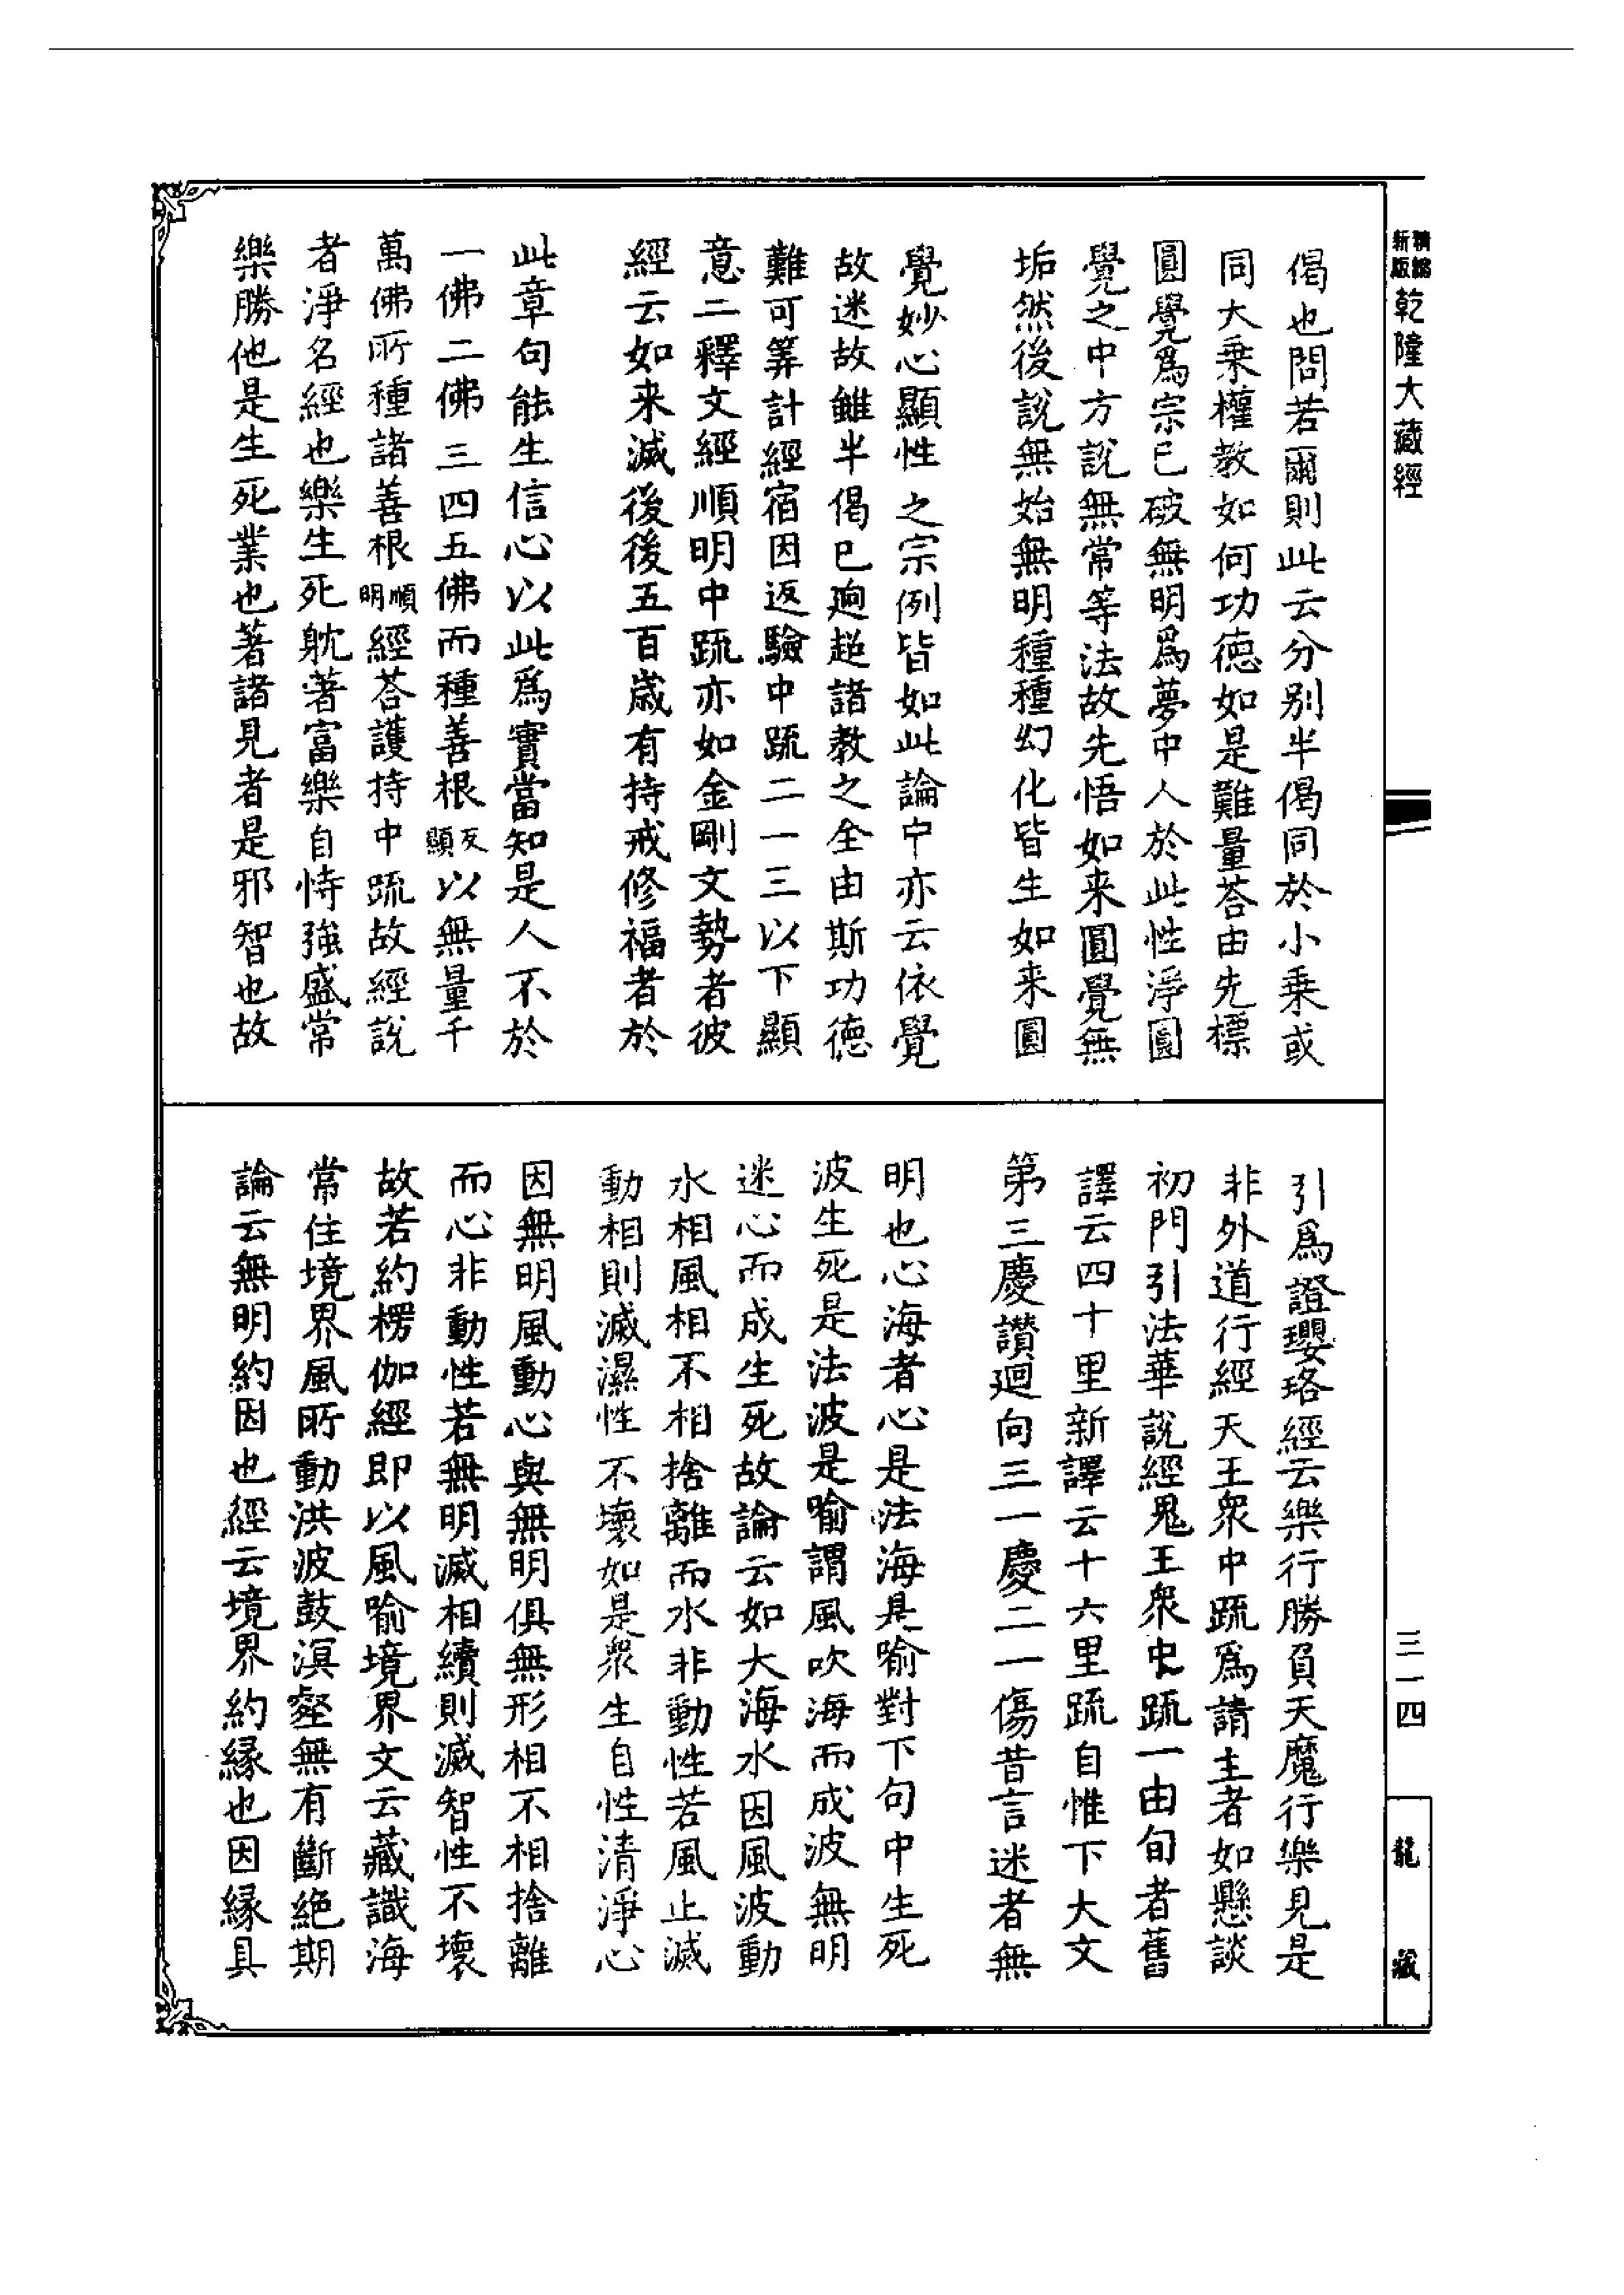 新版
精縮
乾隆大藏經
三一四
龍藏
偈也問若爾則此云分別半偈同於小乘或
同大乘權教如何功德如是難量荅由先標
圓覺爲宗已破無明爲夢中人於此性淨圓
覺之中方說無常等法故先悟如來圓覺無
垢然後說無始無明種種幻化皆生如來圓
覺妙心顯性之宗例皆如此論中亦云依覺
故迷故雖半偈已逈超諸教之全由斯功德
難可筭計經宿因返驗中䟽二一三以下顯
意二釋文經順明中䟽亦如金剛文勢者彼
經云如來滅後後五百歲有持戒修福者於
此章句能生信心以此爲實當知是人不於
一佛二佛三四五佛而種善根反顯以無量千
萬佛所種諸善根順明經荅護持中䟽故經說
者淨名經也樂生死躭著富樂自恃強盛常
樂勝他是生死業也著諸見者是邪智也故
引爲證瓔珞經云樂行勝負天魔行樂見是
非外道行經天王衆中䟽爲請主者如懸談
初門引法華說經鬼王衆中䟽一由旬者舊
譯云四十里新譯云十六里䟽自惟下大文
第三慶讚迴向三一慶二一傷昔言迷者無
明也心海者心是法海是喻對下句中生死
波生死是法波是喻謂風吹海而成波無明
迷心而成生死故論云如大海水因風波動
水相風相不相捨離而水非動性若風止滅
動相則滅濕性不壞如是衆生自性清淨心
因無明風動心與無明俱無形相不相捨離
而心非動性若無明滅相續則滅智性不壞
故若約楞伽經即以風喻境界文云藏識海
常住境界風所動洪波鼓溟壑無有斷絶期
論云無明約因也經云境界約縁也因縁具